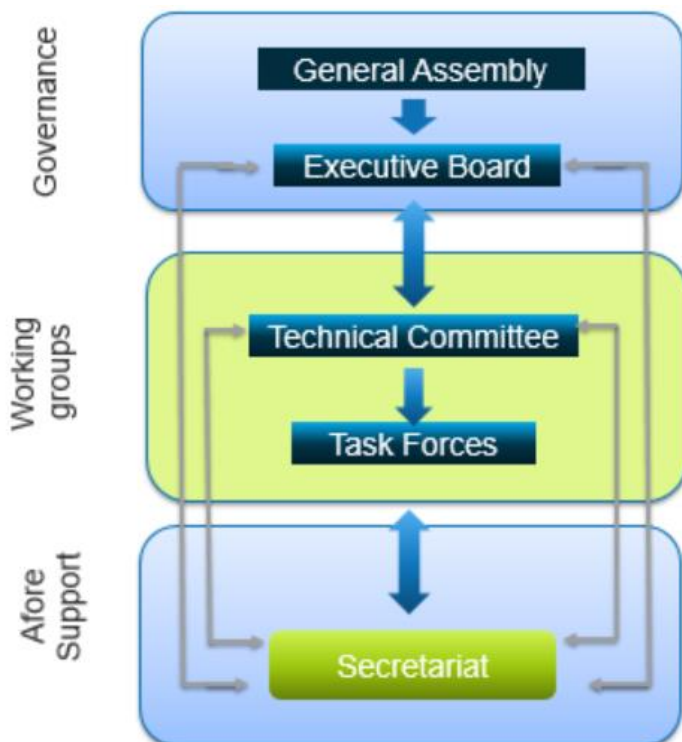 Governance
General Assembly
Executive Board
Working
groups
Technical Committee
Task Forces
Afore
Support
Secretariat